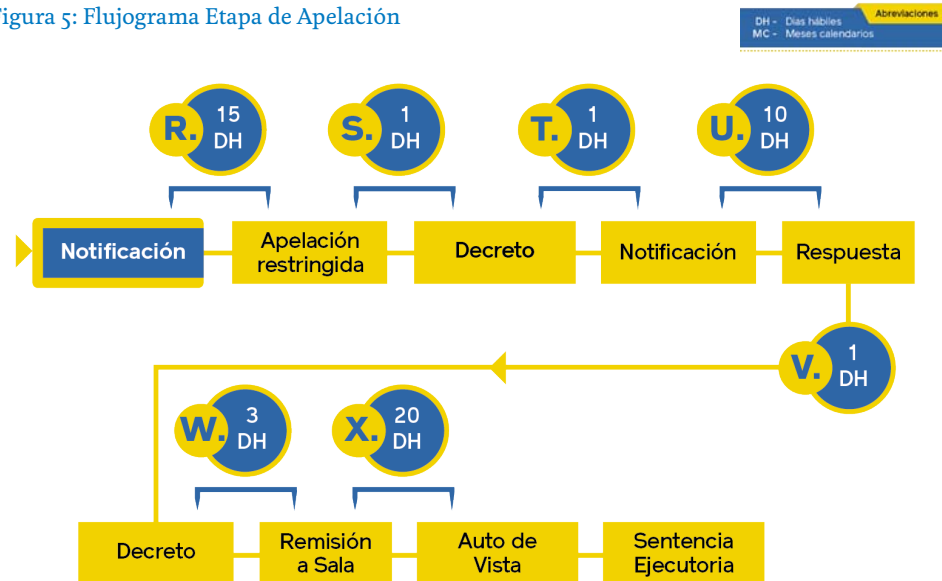 igura 5: Flujograma Etapa de Apelación
Abreviaciones
DH - Dias hábiles
MC - Meses calendarios
R. 15 DH
S. 1 DH
T. 1 DH
U. 10 DH
Notificación
Apelación
restringida
Decreto
Notificación
Respuesta
V. 1 DH
W. 3 DH
X. 20 DH
Decreto
Remisión
a Sala
Auto de
Vista
Sentencia
Ejecutoria